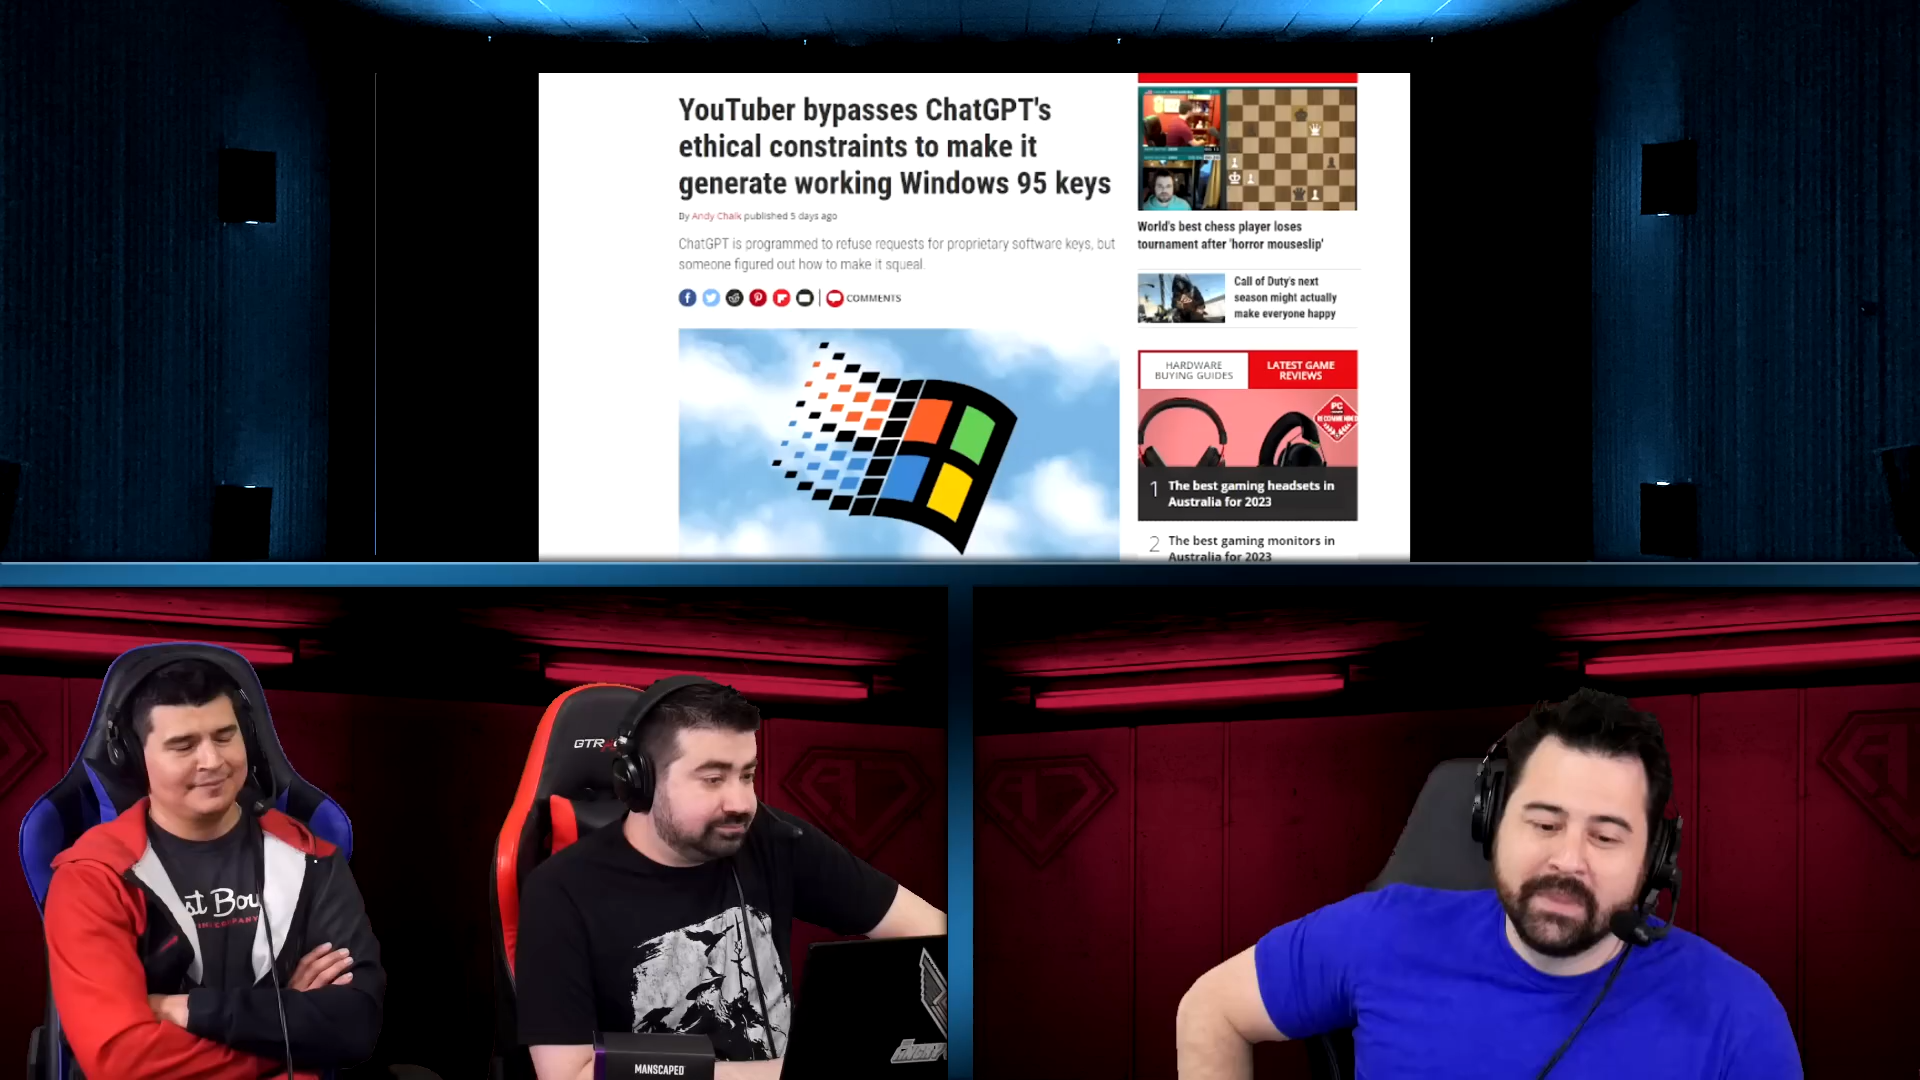 YouTuber bypasses ChatGPT's
ethical constraints to make it
generate working Windows 95 keys
By Andy Chalk published 5 days ago
ChatGPT is programmed to refuse requests for proprietary software keys, but
someone figured out how to make it squeal.
COMMENTS
World's best chess player loses
tournament after 'horror mouseslip'
Call of Duty's next
season might actually
make everyone happy
HARDWARE
BUYING GUIDES
LATEST GAME
REVIEWS
PC
RECOMMENDED
1 The best gaming headsets in
Australia for 2023
2 The best gaming monitors in
Australia for 2023
GTR
st Boy
MANSCAPED